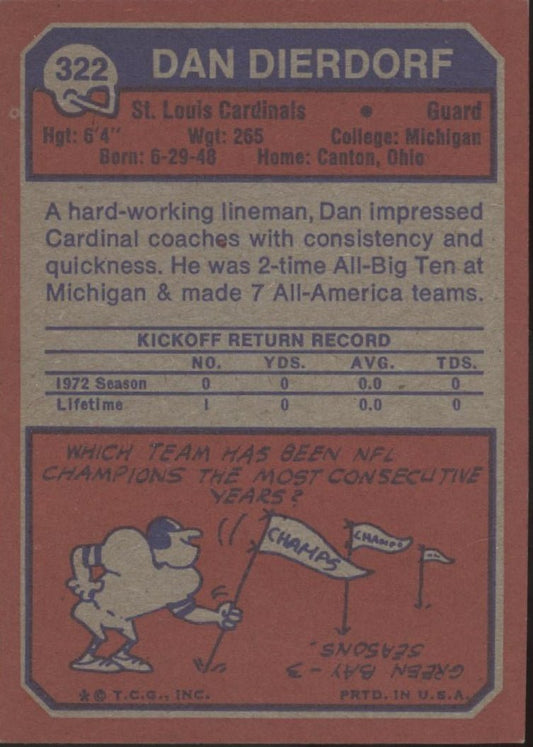 322 DAN DIERDORF
St. Louis Cardinals • Guard
Hgt: 6'4" Wgt: 265 College: Michigan
Born: 6-29-48 Home: Canton, Ohio
A hard-working lineman, Dan impressed
Cardinal coaches with consistency and
quickness. He was 2-time All-Big Ten at
Michigan & made 7 All-America teams.
KICKOFF RETURN RECORD
NO. YDS. AVG. TDS.
1972 Season 0 0 0.0 0
Lifetime 1 0 0.0 0
WHICH TEAM HAS BEEN NFL
CHAMPIONS THE MOST CONSECUTIVE
YEARS?
CHAMPS
CHAMPS
GREEN BAY - 3
SEASONS.
* © T.C.G., INC. PRTD. IN U.S.A.